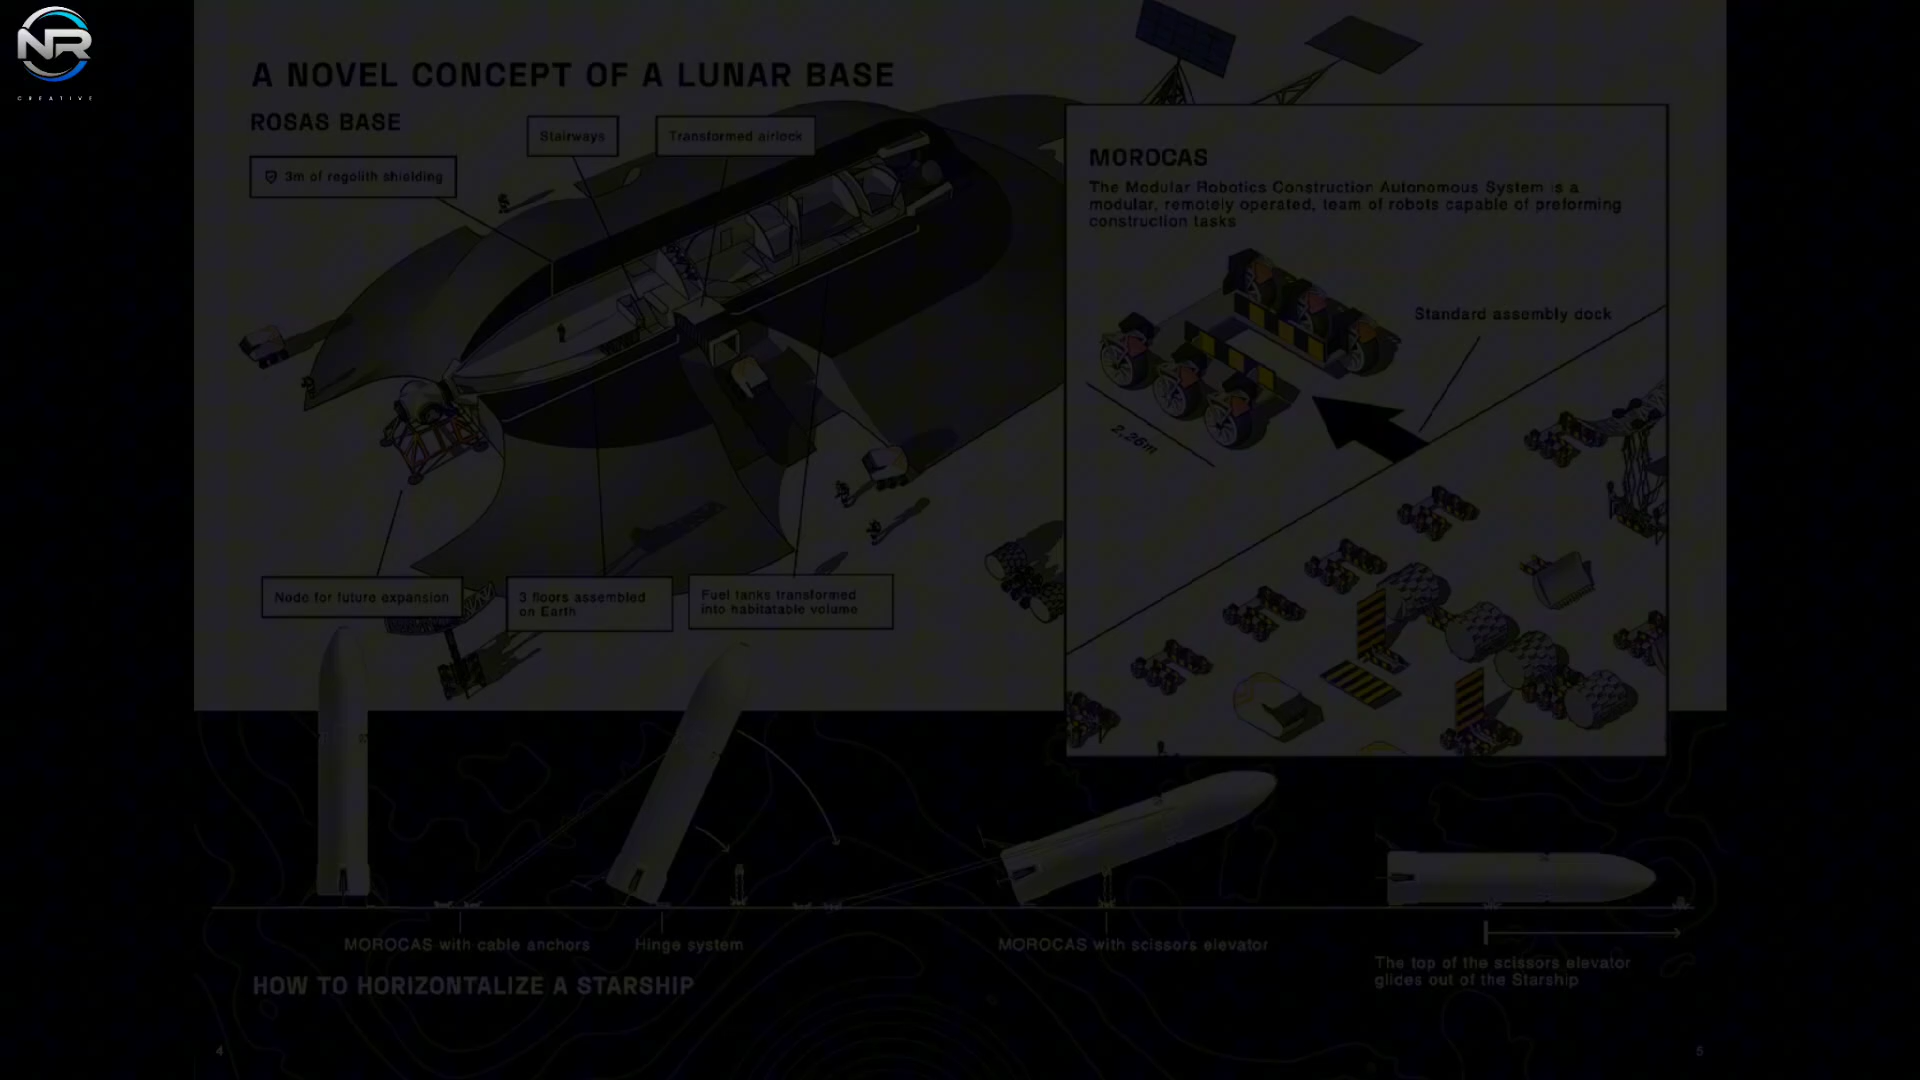 NR
CREATIVE
A NOVEL CONCEPT OF A LUNAR BASE
ROSAS BASE
Stairways
Transformed airlock
3m of regolith shielding
Node for future expansion
3 floors assembled
on Earth
Fuel tanks transformed
into habitatable volume
MOROCAS
The Modular Robotics Construction Autonomous System is a
modular, remotely operated, team of robots capable of preforming
construction tasks
Standard assembly dock
2,26m
MOROCAS with cable anchors
Hinge system
MOROCAS with scissors elevator
The top of the scissors elevator
glides out of the Starship
HOW TO HORIZONTALIZE A STARSHIP
4
5